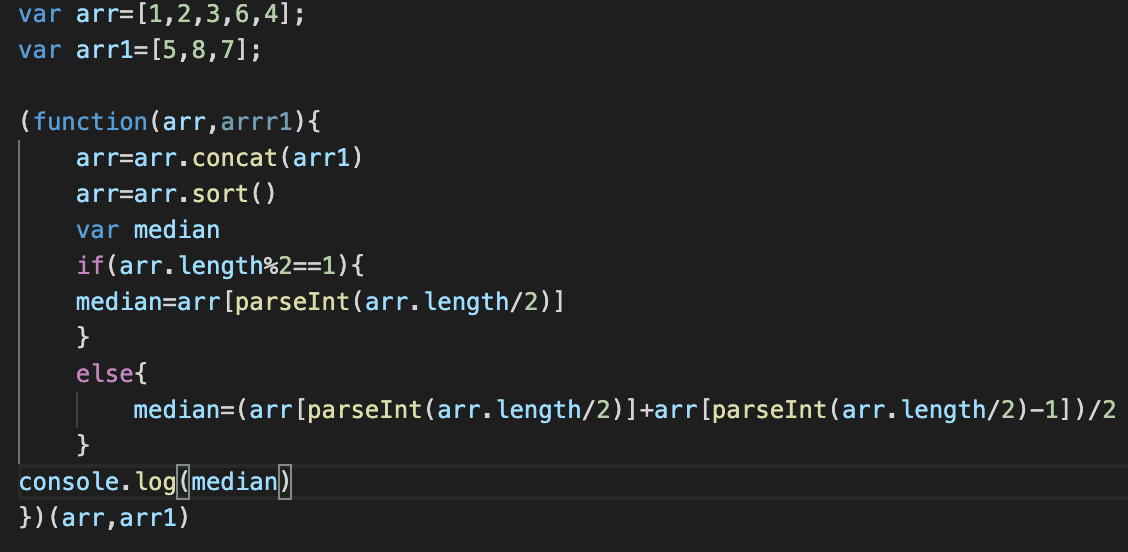 var arr=[1,2,3,6,4];
var arr1=[5,8,7];
(function(arr,arrr1){
arr=arr.concat(arr1)
arr=arr.sort()
var median
if(arr.length%2==1){
median=arr[parseInt(arr.length/2)]
}
else{
median=(arr[parseInt(arr.length/2)]+arr[parseInt(arr.length/2)-1])/2
}
console.log(median)
})(arr,arr1)